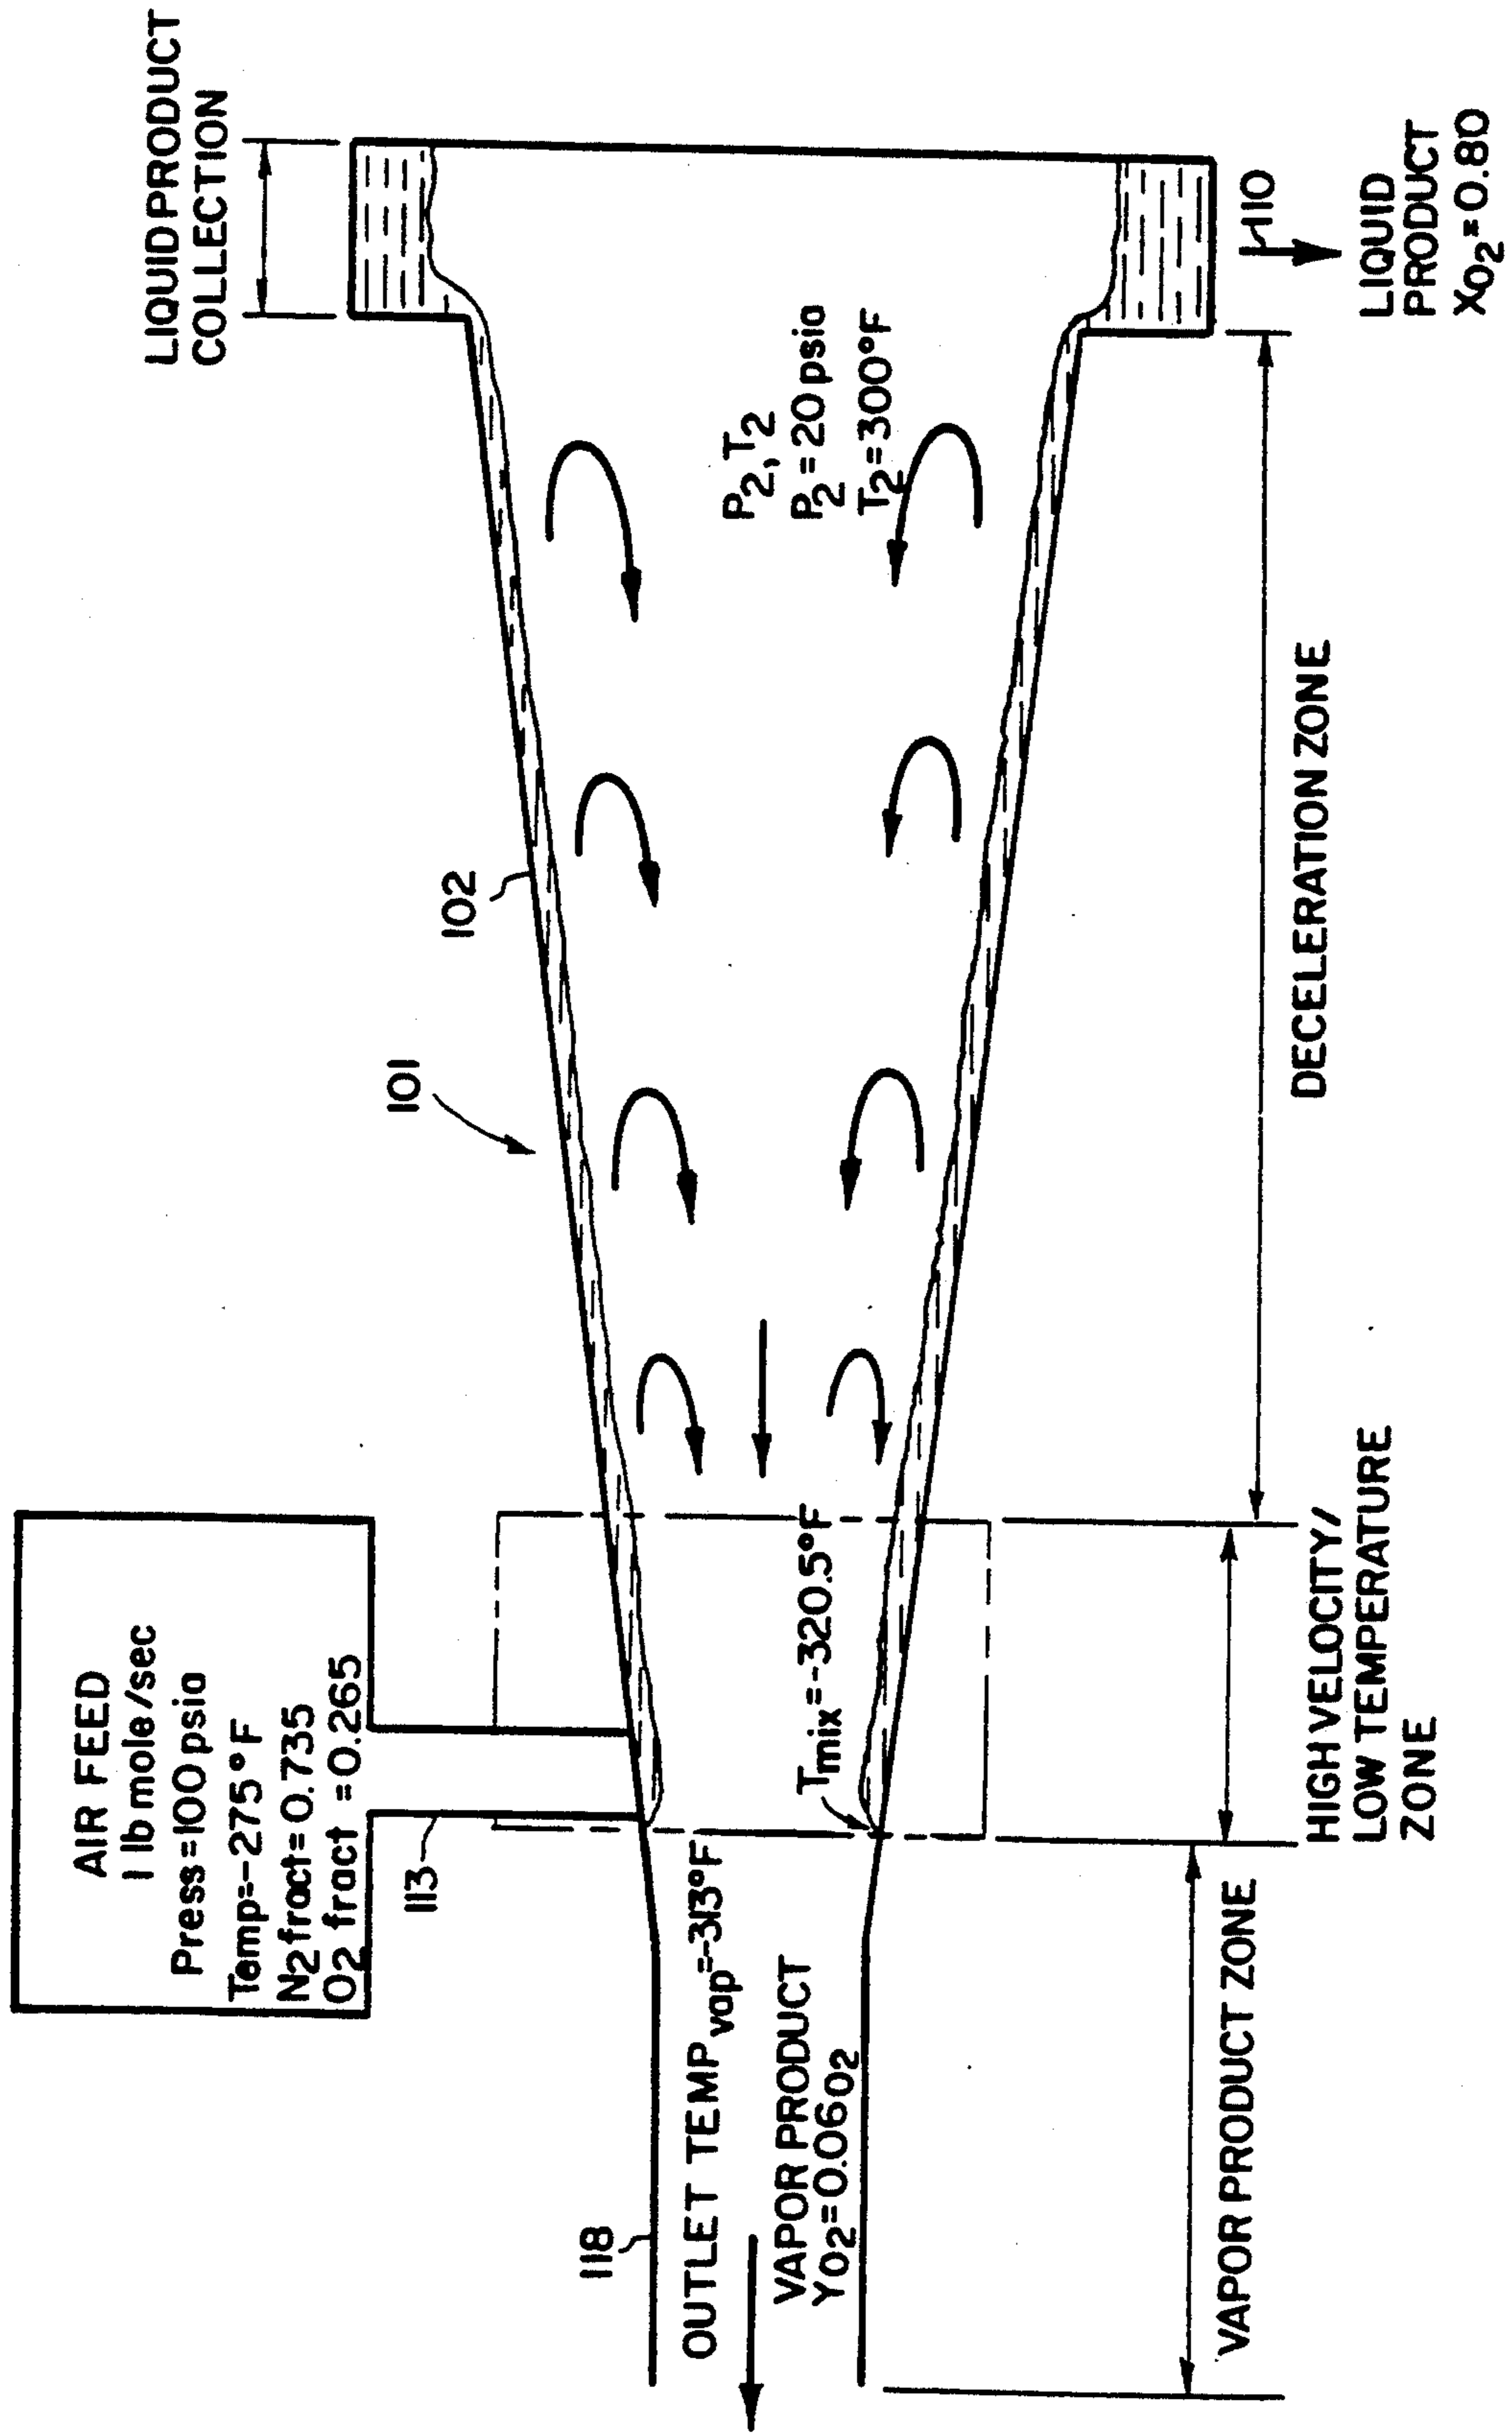 AIR FEED
1 lb mole/sec
Press=100 psia
Temp=-275°F
N2 fract=0.735
O2 fract =0.265
113
118
OUTLET TEMPvap=-313°F
VAPOR PRODUCT
YO2=0.06O2
VAPOR PRODUCT ZONE
Tmix=-320.5°F
HIGH VELOCITY/
LOW TEMPERATURE
ZONE
101
102
DECELERATION ZONE
P2,T2
P2=20 psia
T2=300°F
LIQUID PRODUCT
COLLECTION
110
LIQUID
PRODUCT
XO2=0.80